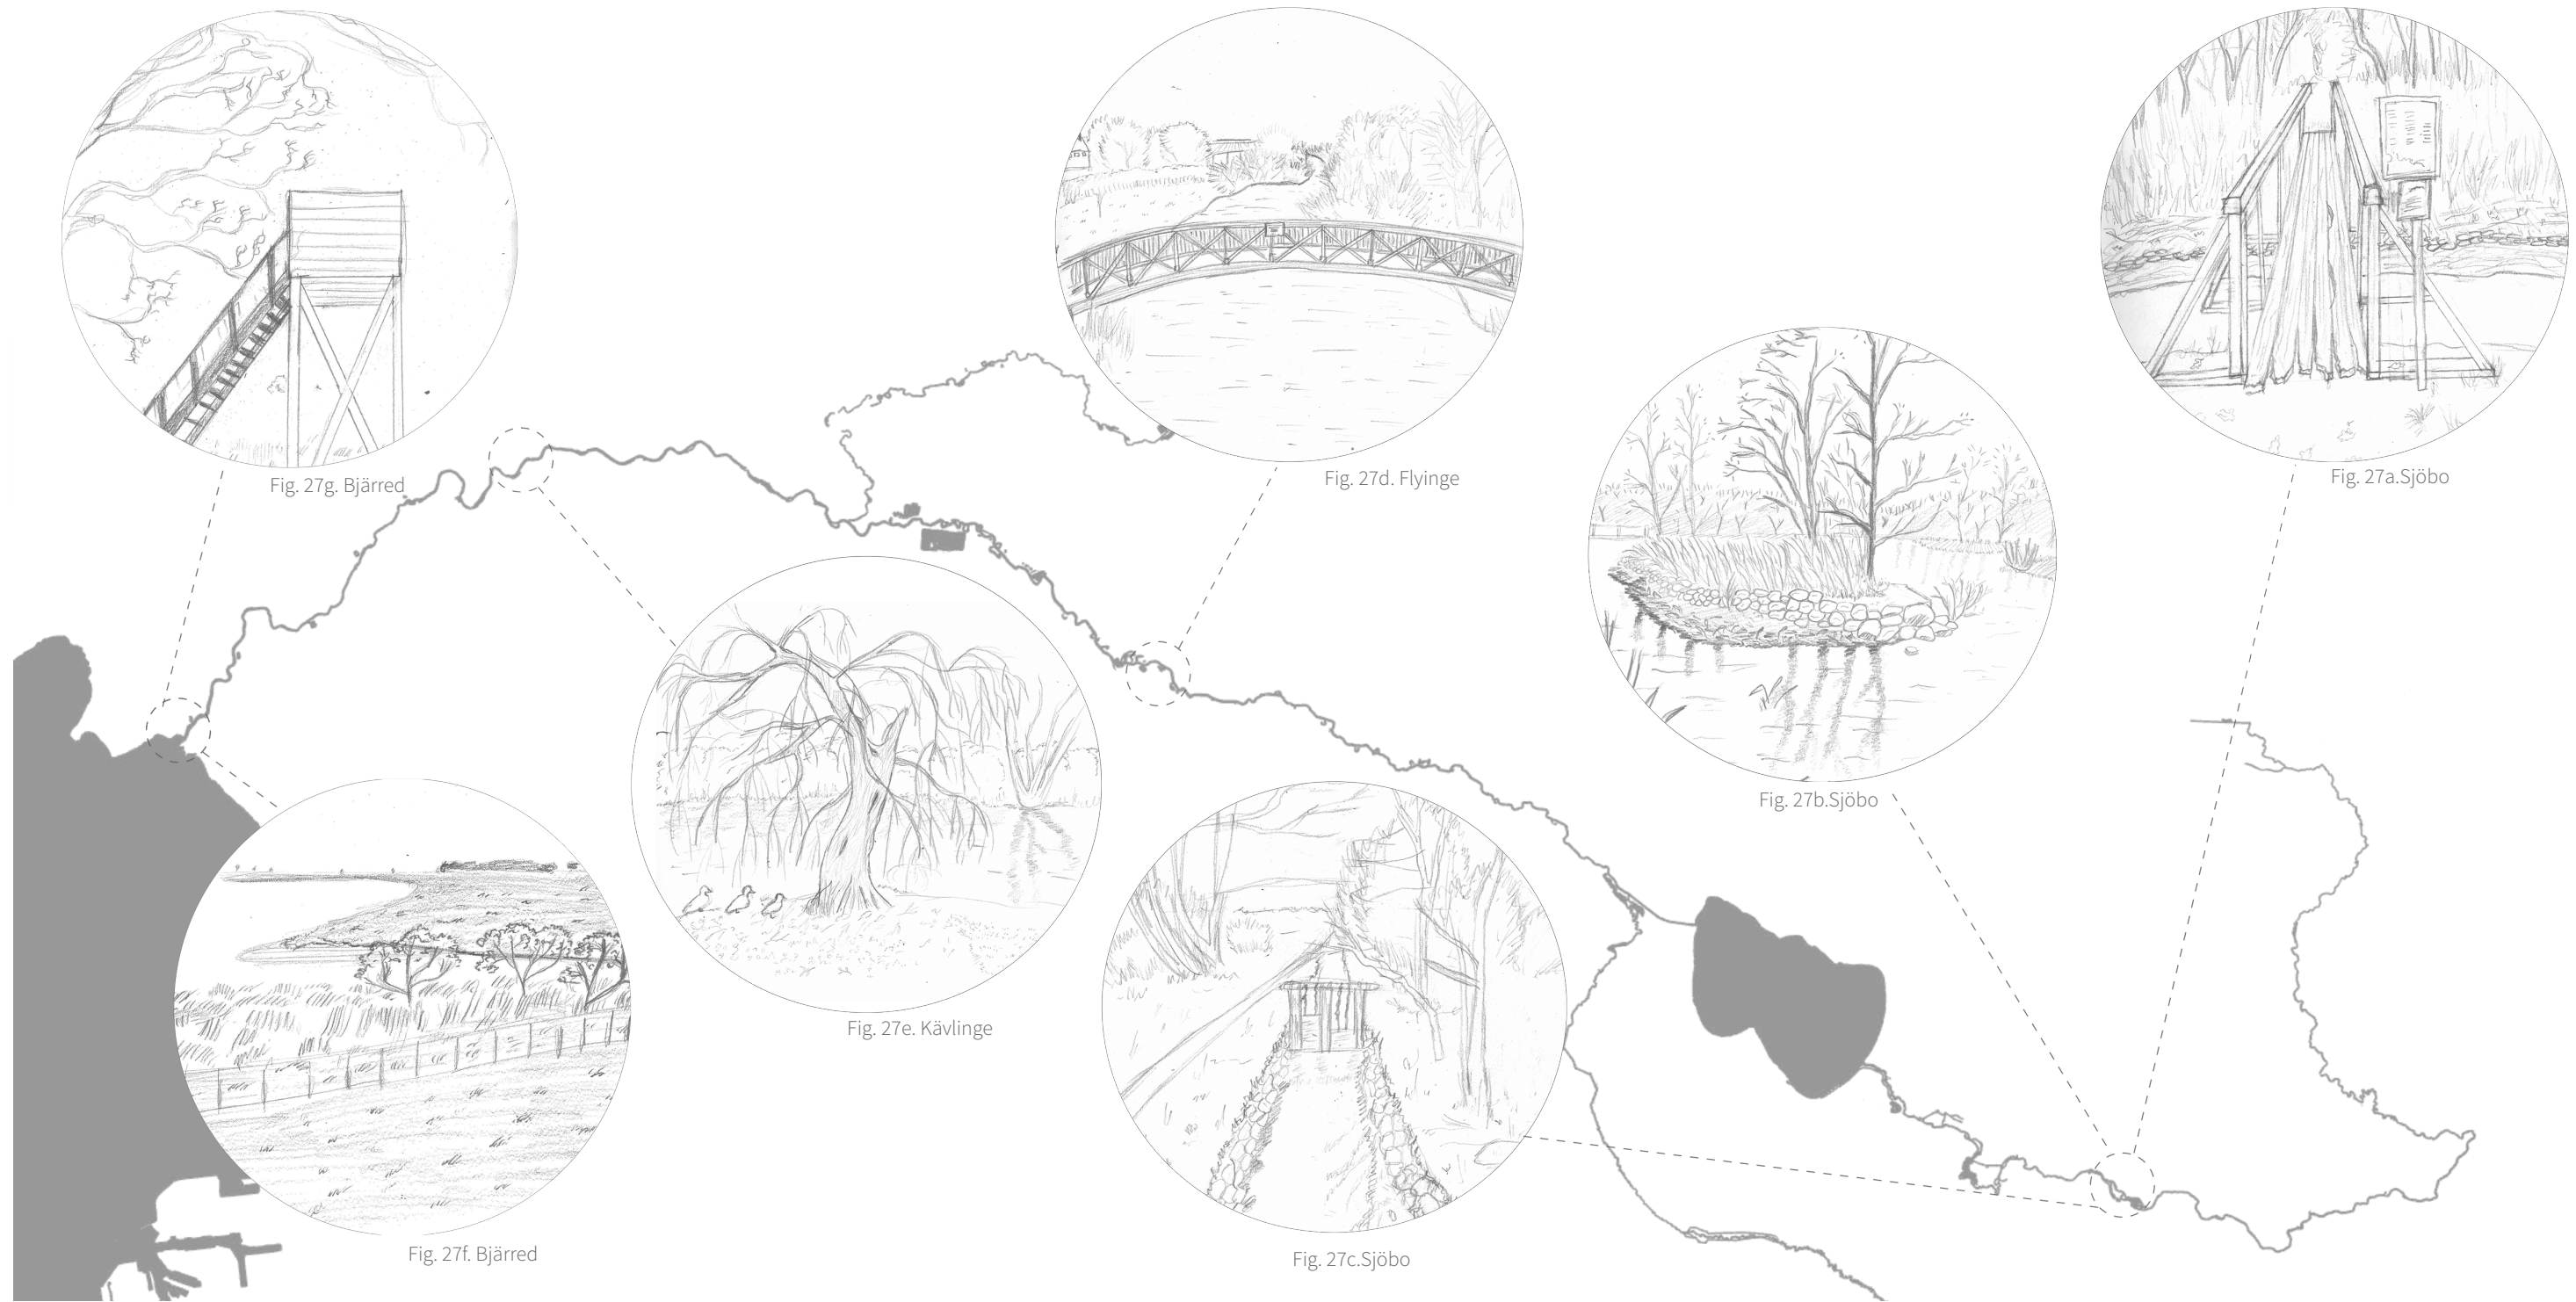 Fig. 27g. Bjärred
Fig. 27d. Flyinge
Fig. 27a.Sjöbo
Fig. 27b.Sjöbo
Fig. 27e. Kävlinge
Fig. 27f. Bjärred
Fig. 27c.Sjöbo